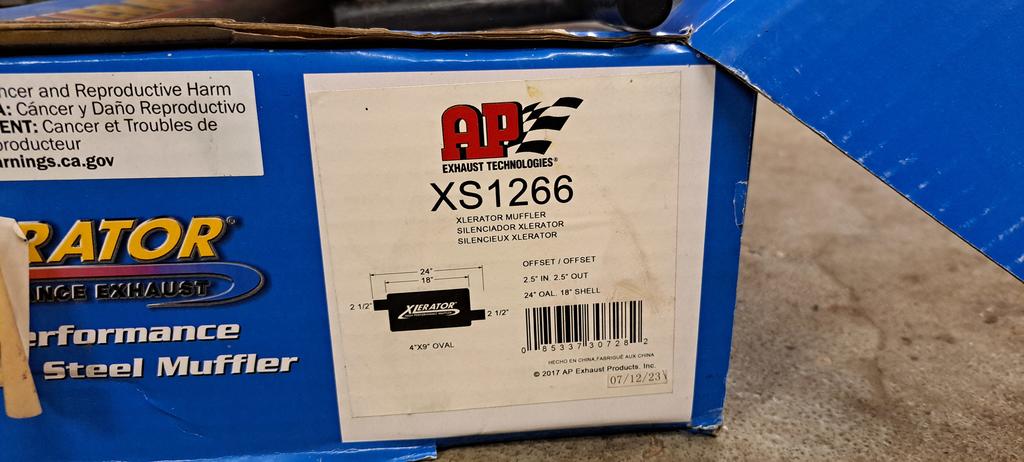 ncer and Reproductive Harm
A: Cáncer y Daño Reproductivo
ENT: Cancer et Troubles de
producteur
arnings.ca.gov
RATOR®
NCE EXHAUST
erformance
Steel Muffler
AP
EXHAUST TECHNOLOGIES®
XS1266
XLERATOR MUFFLER
SILENCIADOR XLERATOR
SILENCIEUX XLERATOR
24"
18"
2 1/2"
XLERATOR
2 1/2"
4"X9" OVAL
OFFSET / OFFSET
2.5" IN. 2.5" OUT
24" OAL. 18" SHELL
0 85337 30728 2
HECHO EN CHINA,FABRIGUÉ AUX CHINA
© 2017 AP Exhaust Products, Inc.
07/12/23